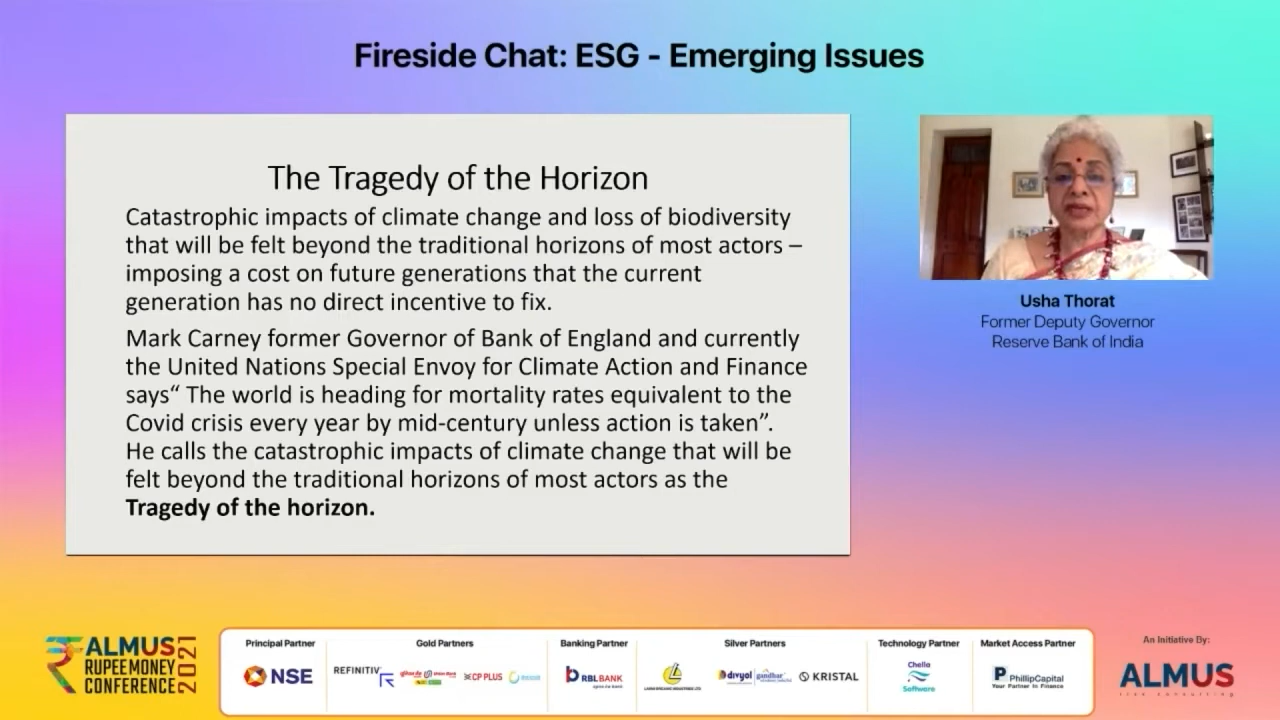 Fireside Chat: ESG - Emerging Issues
The Tragedy of the Horizon
Catastrophic impacts of climate change and loss of biodiversity
that will be felt beyond the traditional horizons of most actors –
imposing a cost on future generations that the current
generation has no direct incentive to fix.
Mark Carney former Governor of Bank of England and currently
the United Nations Special Envoy for Climate Action and Finance
says“ The world is heading for mortality rates equivalent to the
Covid crisis every year by mid-century unless action is taken”.
He calls the catastrophic impacts of climate change that will be
felt beyond the traditional horizons of most actors as the
Tragedy of the horizon.
Usha Thorat
Former Deputy Governor
Reserve Bank of India
ALMUS
RUPEE MONEY
CONFERENCE
2021
Principal Partner
NSE
Gold Partners
REFINITIV
CP PLUS
Banking Partner
RBLBANK
apno ka bank
Silver Partners
divyol
gandhar
KRISTAL
Technology Partner
Chella
Software
Market Access Partner
PhillipCapital
Your Partner In Finance
An Initiative By:
ALMUS